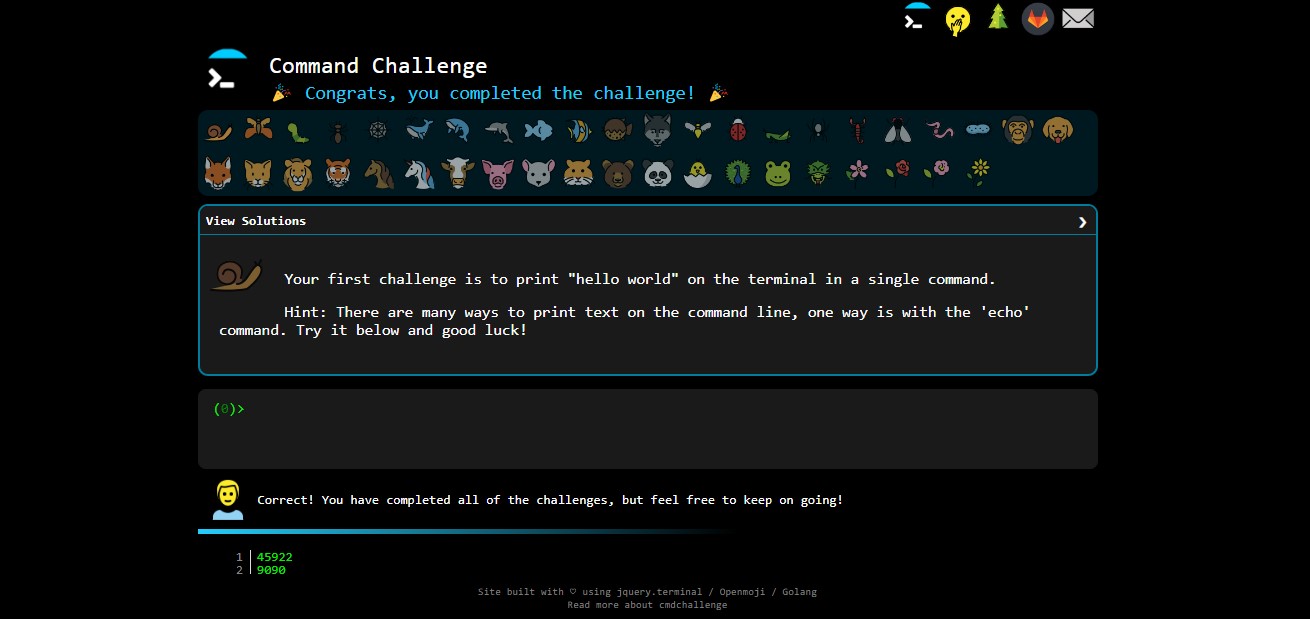 Command Challenge
Congrats, you completed the challenge!
View Solutions
Your first challenge is to print "hello world" on the terminal in a single command.
Hint: There are many ways to print text on the command line, one way is with the 'echo'
command. Try it below and good luck!
(0)>
Correct! You have completed all of the challenges, but feel free to keep on going!
1 45922
2 9090
Site built with ♡ using jquery.terminal / Openmoji / Golang
Read more about cmdchallenge